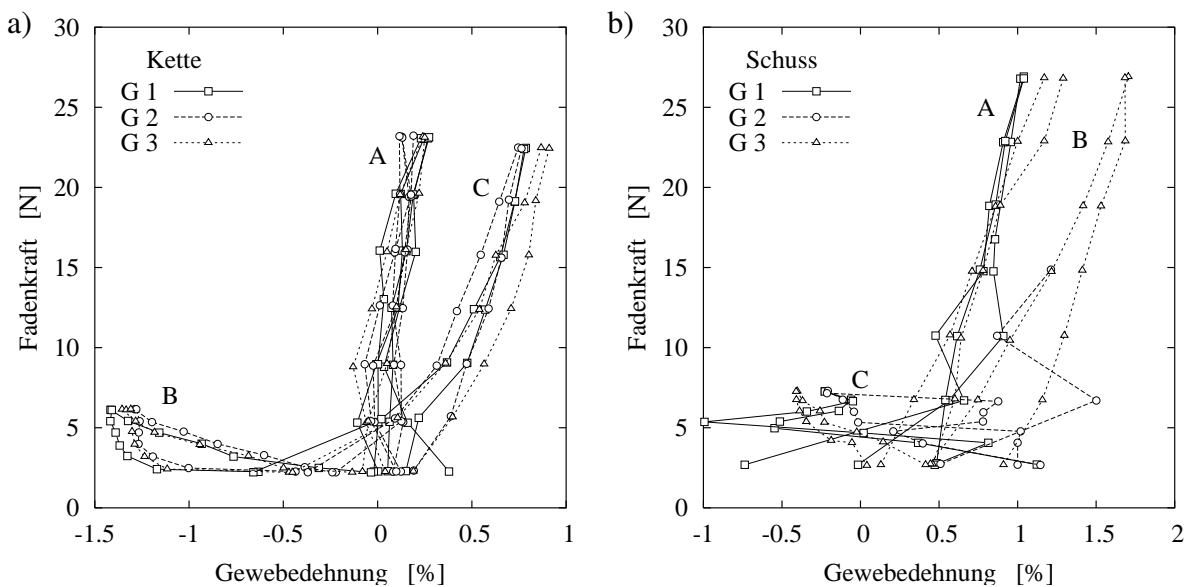 a)
Kette
G 1
G 2
G 3
A
B
C
30
25
20
15
10
5
0
-1.5
-1
-0.5
0
0.5
1
Fadenkraft [N]
Gewebedehnung [%]
b)
Schuss
G 1
G 2
G 3
A
B
C
30
25
20
15
10
5
0
-1
-0.5
0
0.5
1
1.5
2
Fadenkraft [N]
Gewebedehnung [%]